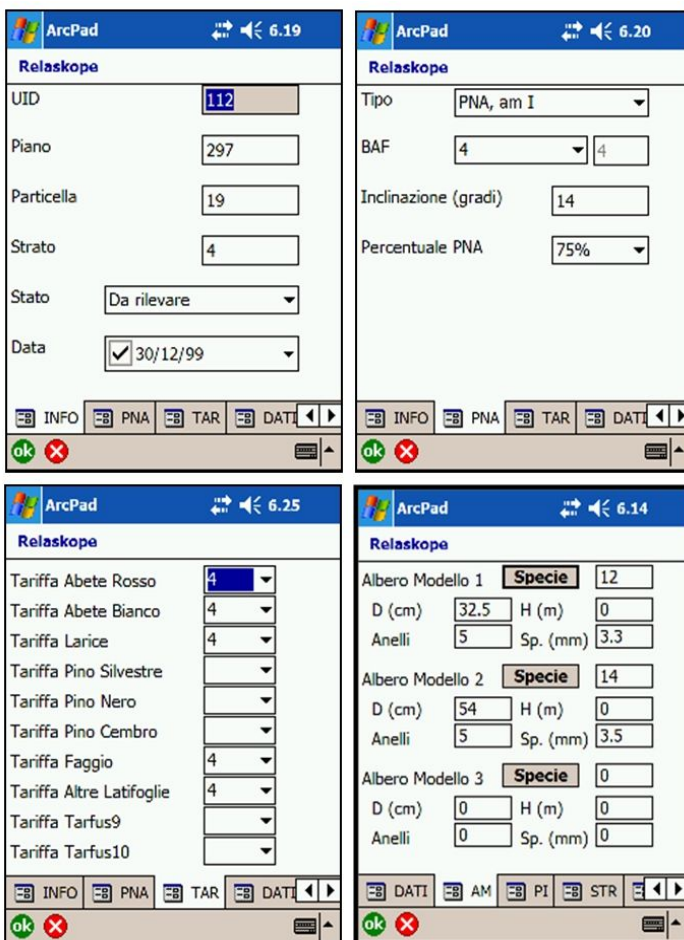 ArcPad 6.19
Relaskope
UID 112
Piano 297
Particella 19
Strato 4
Stato Da rilevare
Data 30/12/99
INFO PNA TAR DATI
ok
ArcPad 6.20
Relaskope
Tipo PNA, am I
BAF 4 4
Inclinazione (gradi) 14
Percentuale PNA 75%
INFO PNA TAR DATI
ok
ArcPad 6.25
Relaskope
Tariffa Abete Rosso 4
Tariffa Abete Bianco 4
Tariffa Larice 4
Tariffa Pino Silvestre
Tariffa Pino Nero
Tariffa Pino Cembro
Tariffa Faggio 4
Tariffa Altre Latifoglie 4
Tariffa Tarfus9
Tariffa Tarfus10
INFO PNA TAR DATI
ok
ArcPad 6.14
Relaskope
Albero Modello 1 Specie 12
D (cm) 32.5 H (m) 0
Anelli 5 Sp. (mm) 3.3
Albero Modello 2 Specie 14
D (cm) 54 H (m) 0
Anelli 5 Sp. (mm) 3.5
Albero Modello 3 Specie 0
D (cm) 0 H (m) 0
Anelli 0 Sp. (mm) 0
DATI AM PI STR
ok